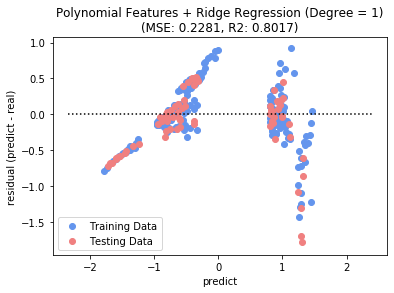 Polynomial Features + Ridge Regression (Degree = 1)
(MSE: 0.2281, R2: 0.8017)
1.0
0.5
0.0
−0.5
−1.0
−1.5
residual (predict - real)
Training Data
Testing Data
−2
−1
0
1
2
predict